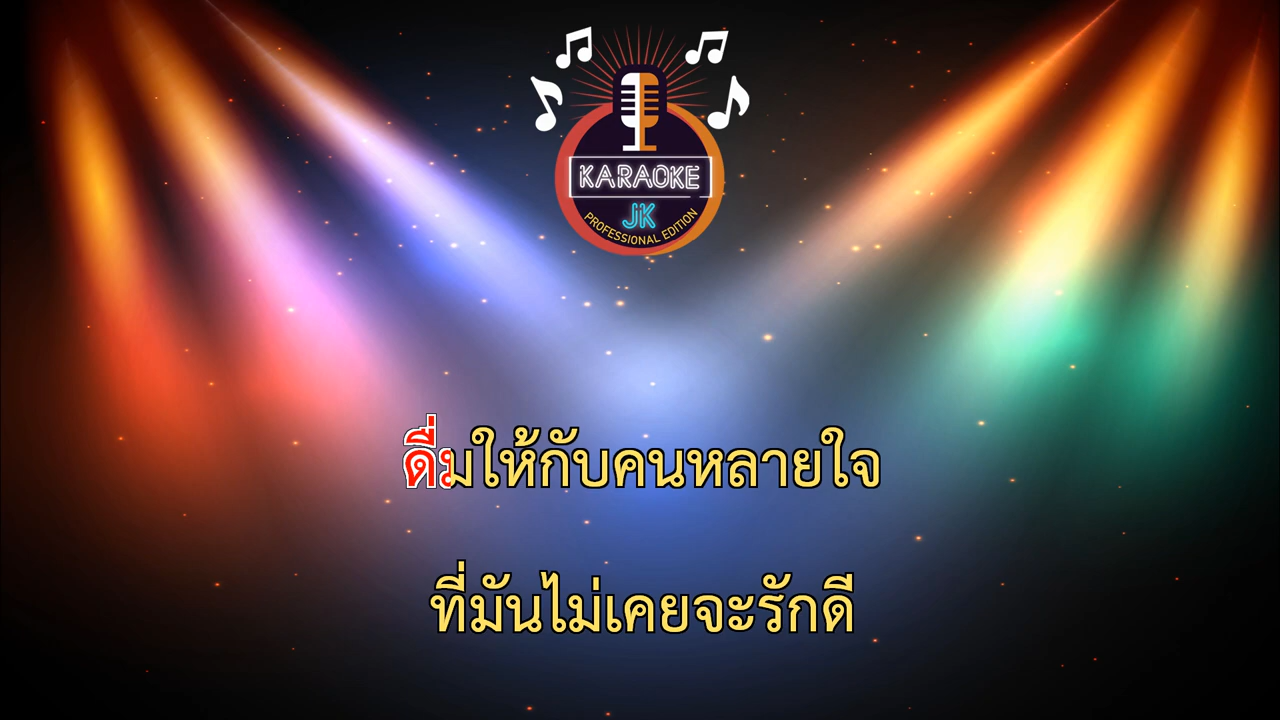 KARAOKE
JK
PROFESSIONAL EDITION
ดื่มให้กับคนหลายใจ
ที่มันไม่เคยจะรักดี